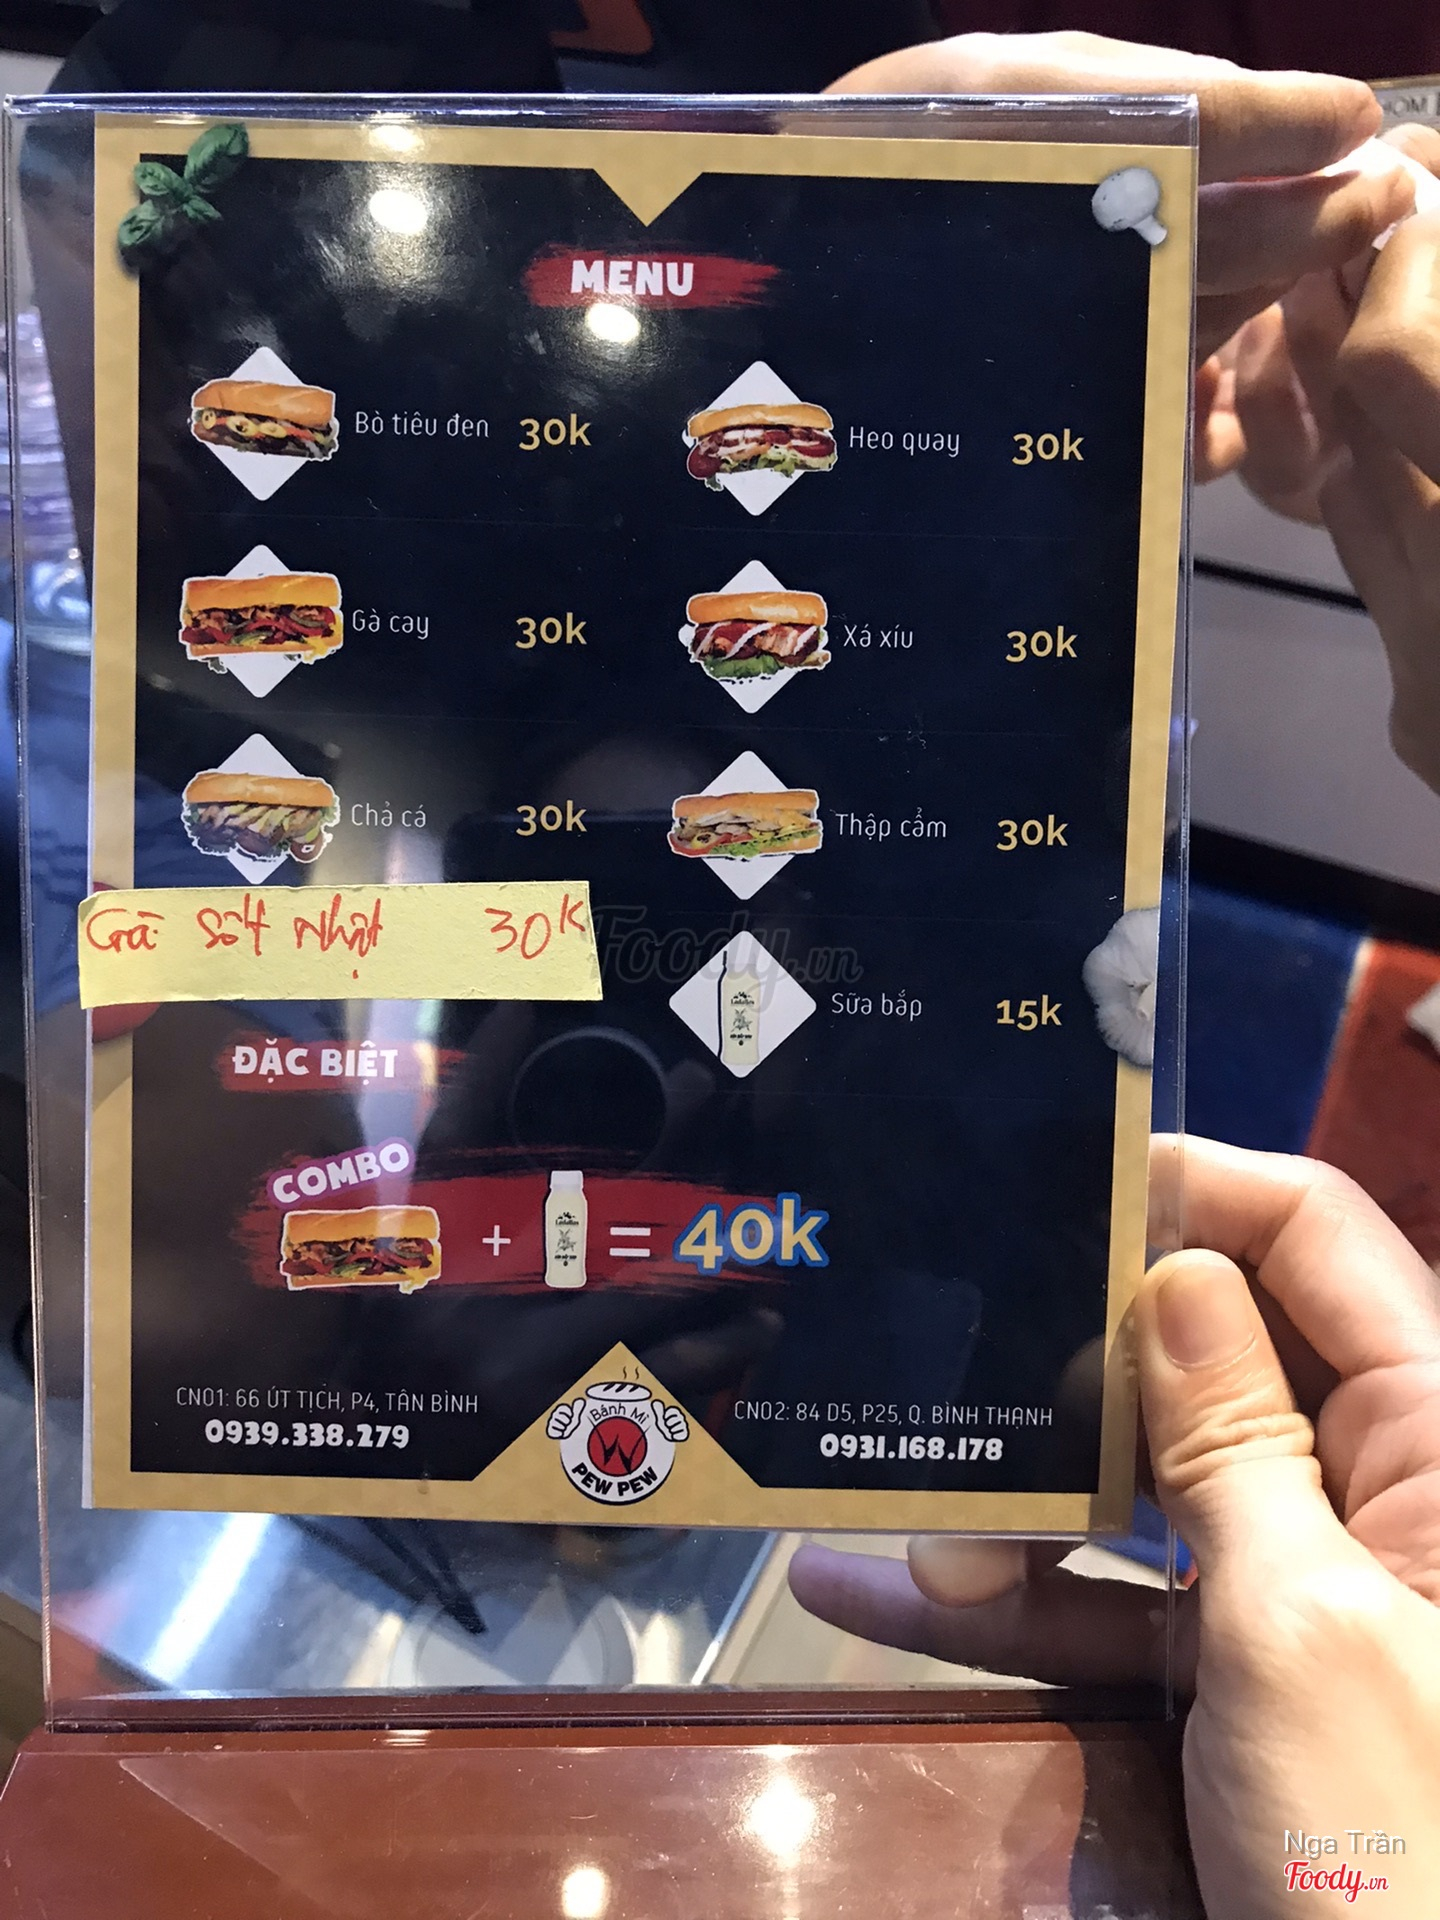 MENU
Bò tiêu đen 30k
Heo quay 30k
Gà cay 30k
Xá xíu 30k
Chả cá 30k
Thập cẩm 30k
Gà Sốt Nhật 30K
Sữa bắp 15k
Foody.vn
ĐẶC BIỆT
COMBO
+ = 40k
CN01: 66 ÚT TỊCH, P4, TÂN BÌNH
0939.338.279
Bánh Mì
PEW PEW
CN02: 84 D5, P25, Q. BÌNH THẠNH
0931.168.178
Nga Trần
Foody.vn